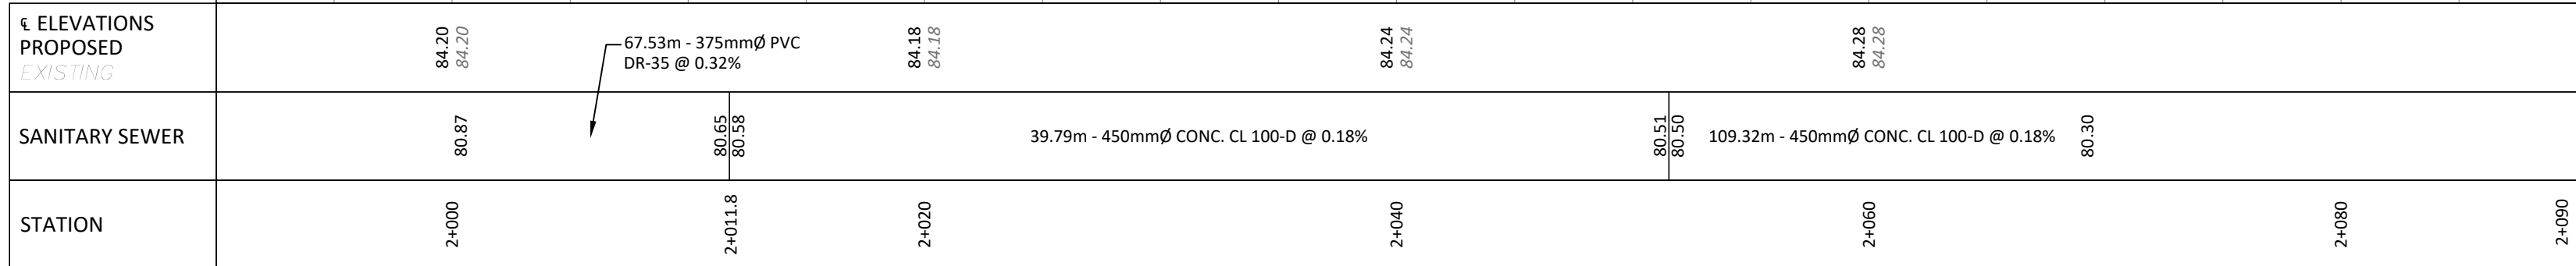 ℄ ELEVATIONS
PROPOSED
EXISTING
84.20
84.20
67.53m - 375mmØ PVC
DR-35 @ 0.32%
84.18
84.18
84.24
84.24
84.28
84.28
SANITARY SEWER
80.87
80.65
80.58
39.79m - 450mmØ CONC. CL 100-D @ 0.18%
80.51
80.50
109.32m - 450mmØ CONC. CL 100-D @ 0.18%
80.30
STATION
2+000
2+011.8
2+020
2+040
2+060
2+080
2+090